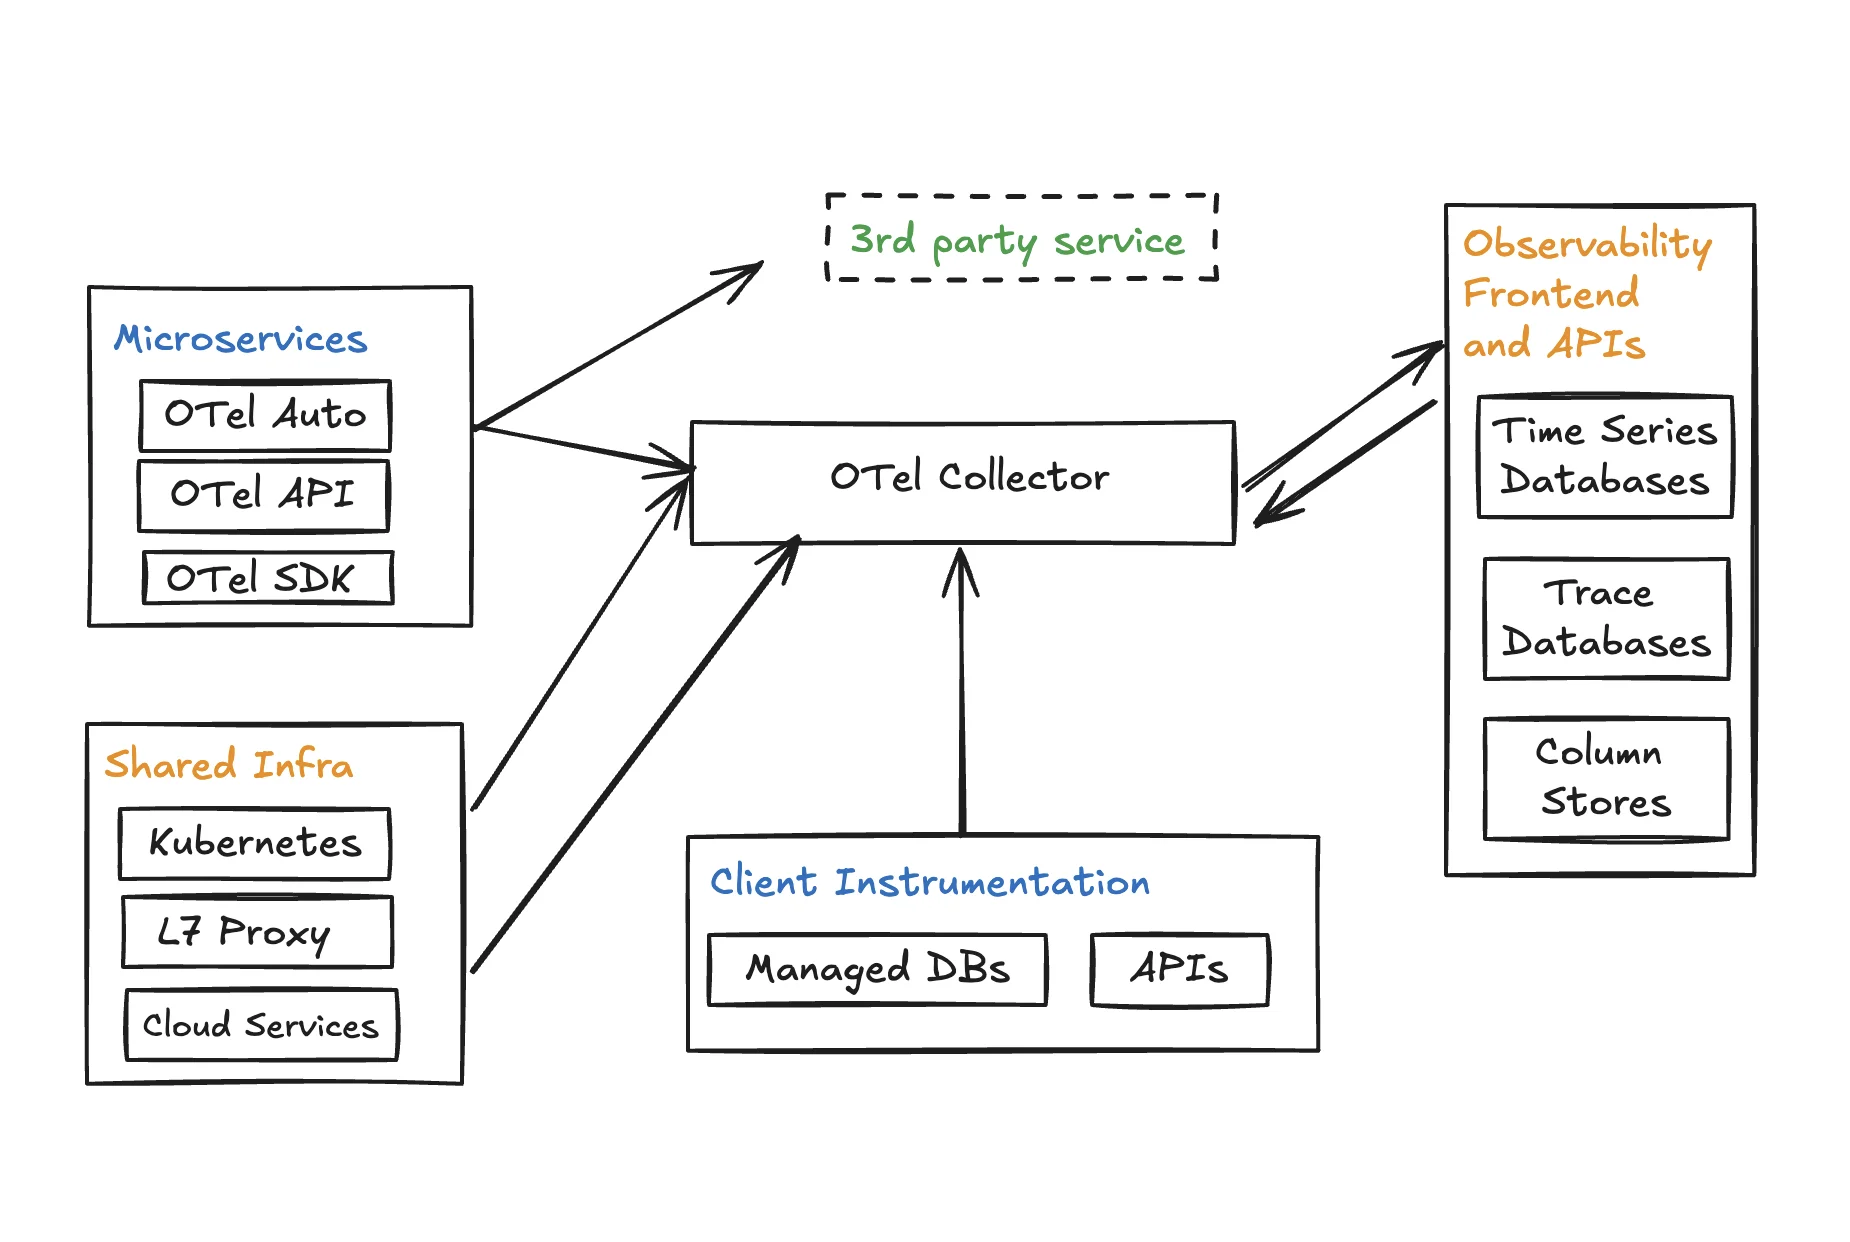 3rd party service
Microservices
OTel Auto
OTel API
OTel SDK
OTel Collector
Observability
Frontend
and APIs
Time Series
Databases
Trace
Databases
Column
Stores
Shared Infra
Kubernetes
L7 Proxy
Cloud Services
Client Instrumentation
Managed DBs
APIs